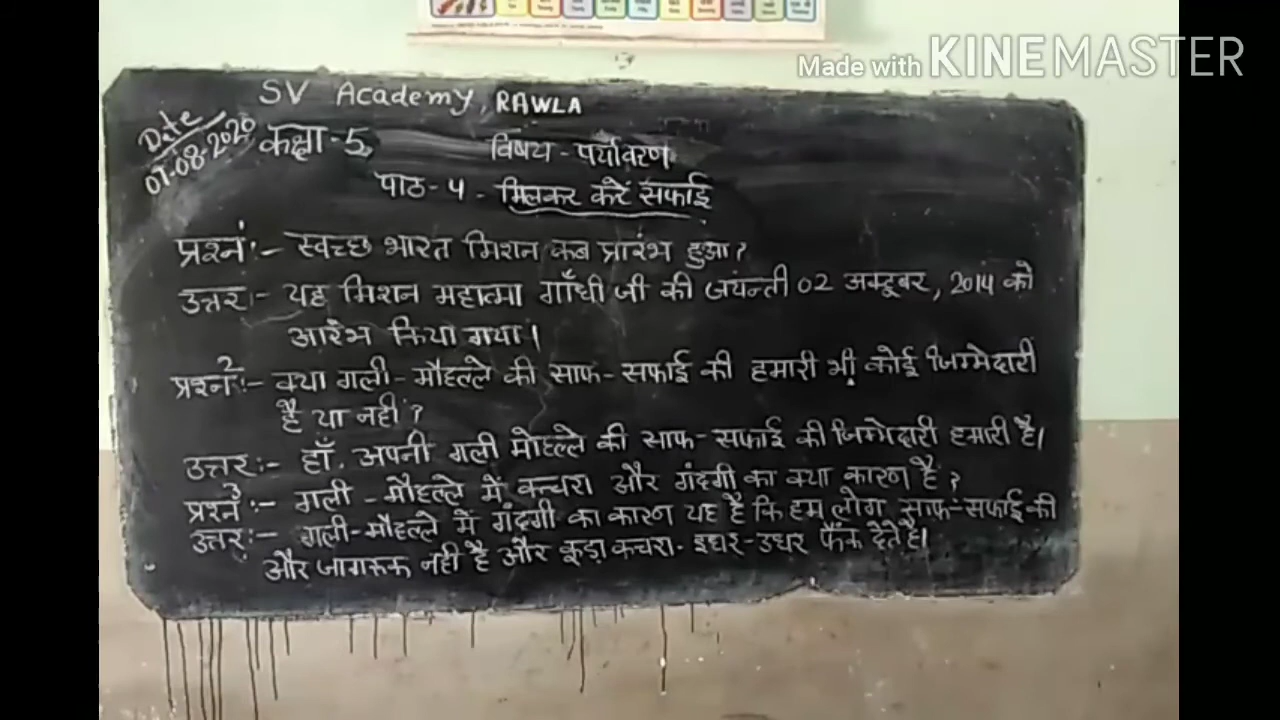 Made with KINEMASTER
SV Academy, RAWLA
Date
07-08-2020
कक्षा-5
विषय - पर्यावरण
पाठ- 4 - मिलकर करें सफाई
प्रश्नं:- स्वच्छ भारत मिशन कब प्रारंभ हुआ?
उत्तर:- यह मिशन महात्मा गाँधी जी की जयन्ती 02 अक्टूबर, 2014 को
आरंभ किया गया।
प्रश्नं2:- क्या गली-मौहल्ले की साफ-सफाई की हमारी भी कोई जिम्मेदारी
है या नही?
उत्तर:- हाँ. अपनी गली मोहल्ले की साफ-सफाई की जिम्मेदारी हमारी है।
प्रश्नं3:- गली-मौहल्ले में कचरा और गंदगी का क्या कारण है?
उत्तर:- गली-मौहल्ले में गंदगी का कारण यह है कि हम लोग साफ-सफाई की
और जागरूक नही है और कूड़ा कचरा. इधर-उधर फैंक देते है।